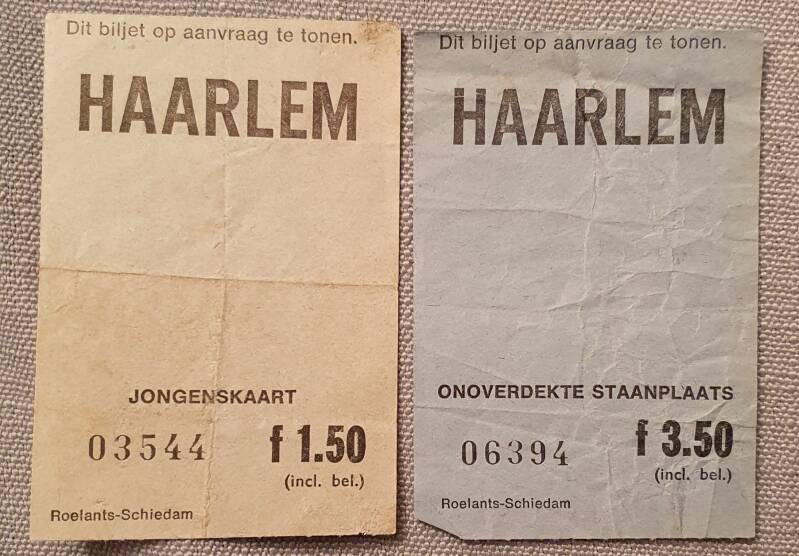 Dit biljet op aanvraag te tonen.
HAARLEM
JONGENSKAART
03544 f 1.50
(incl. bel.)
Roelants-Schiedam
Dit biljet op aanvraag te tonen.
HAARLEM
ONOVERDEKTE STAANPLAATS
06394 f 3.50
(incl. bel.)
Roelants-Schiedam